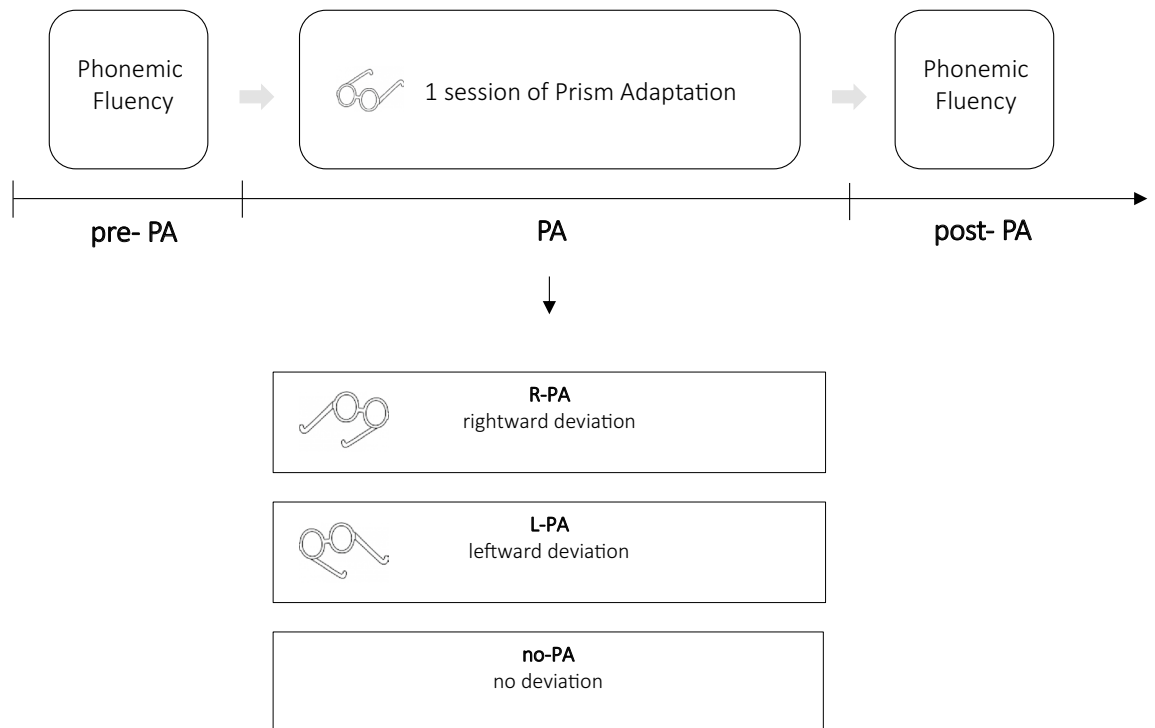 Phonemic
Fluency
1 session of Prism Adaptation
Phonemic
Fluency
pre- PA
PA
post- PA
R-PA
rightward deviation
L-PA
leftward deviation
no-PA
no deviation